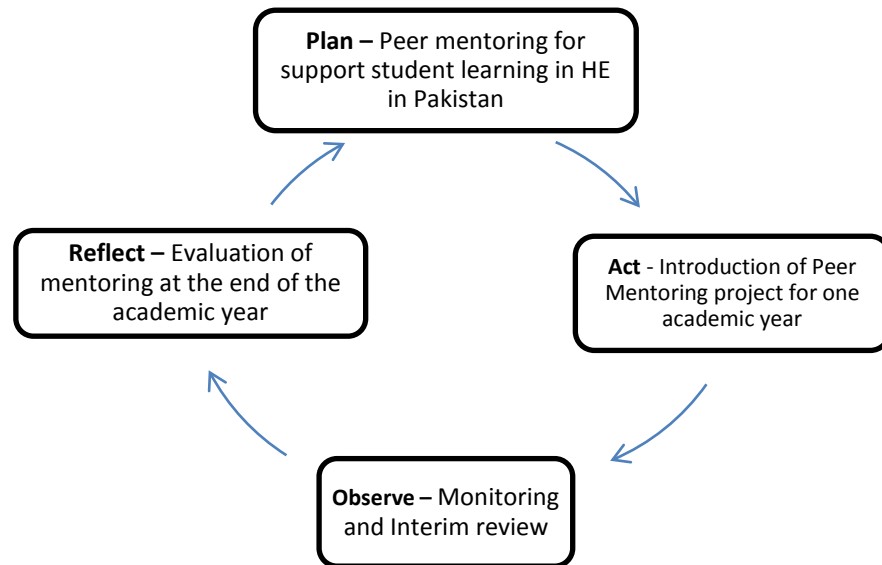 Plan – Peer mentoring for
support student learning in HE
in Pakistan
Reflect – Evaluation of
mentoring at the end of the
academic year
Act - Introduction of Peer
Mentoring project for one
academic year
Observe – Monitoring
and Interim review